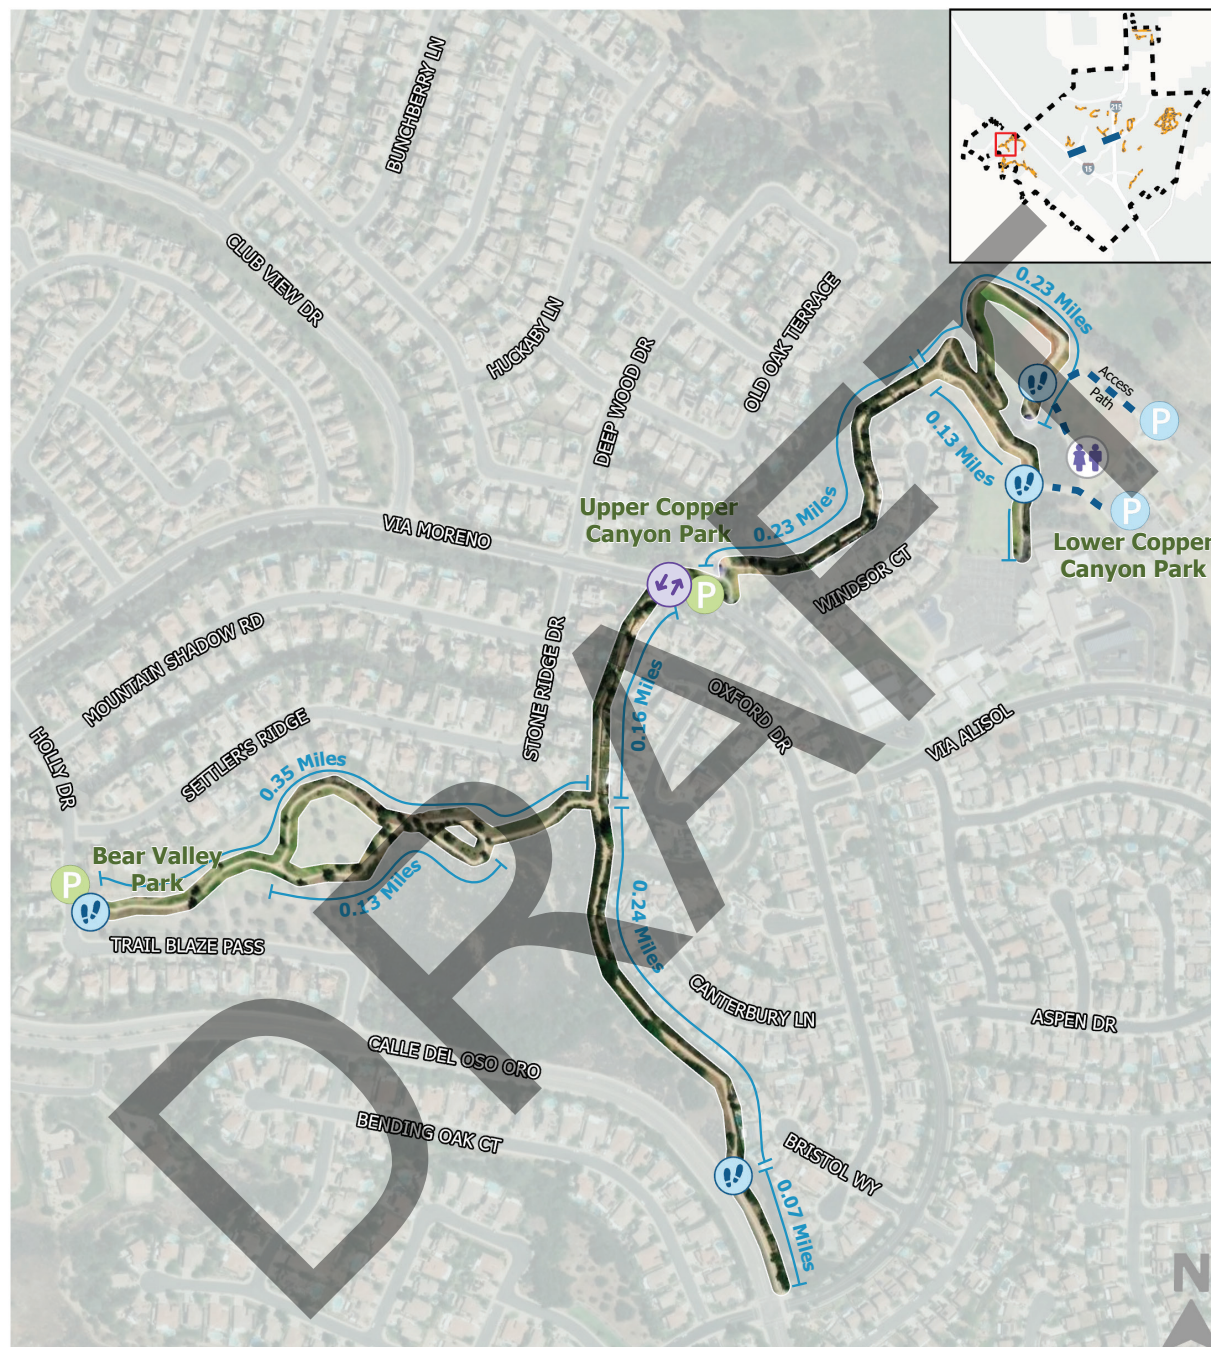 BUNCHBERRY LN
215
15
CLUB VIEW DR
HUCKABY LN
DEEP WOOD DR
OLD OAK TERRACE
0.23 Miles
Access
Path
P
0.13 Miles
P
Upper Copper
Canyon Park
VIA MORENO
0.23 Miles
Lower Copper
Canyon Park
WINDSOR CT
P
MOUNTAIN SHADOW RD
STONE RIDGE DR
0.16 Miles
OXFORD DR
VIA ALISOL
HOLLY DR
SETTLER'S RIDGE
0.35 Miles
Bear Valley
Park
P
0.13 Miles
0.24 Miles
TRAIL BLAZE PASS
CANTERBURY LN
ASPEN DR
CALLE DEL OSO ORO
BENDING OAK CT
BRISTOL WY
0.07 Miles
N
DRAFT